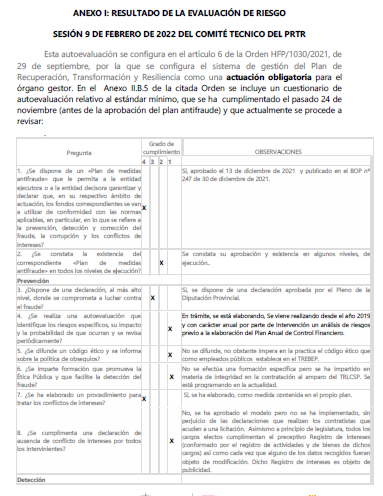 ANEXO I: RESULTADO DE LA EVALUACIÓN DE RIESGO
SESIÓN 9 DE FEBRERO DE 2022 DEL COMITÉ TECNICO DEL PRTR
Esta autoevaluación se configura en el artículo 6 de la Orden HFP/1030/2021, de
29 de septiembre, por la que se configura el sistema de gestión del Plan de
Recuperación, Transformación y Resiliencia como una actuación obligatoria para el
órgano gestor. En el Anexo II.B.5 de la citada Orden se incluye un cuestionario de
autoevaluación relativo al estándar mínimo, que se ha cumplimentado el pasado 24 de
noviembre (antes de la aprobación del plan antifraude) y que actualmente se procede a
revisar:
Pregunta
Grado de
cumplimiento
4 3 2 1
OBSERVACIONES
1. ¿Se dispone de un «Plan de medidas
antifraude» que le permita a la entidad
ejecutora o a la entidad decisora garantizar y
declarar que, en su respectivo ámbito de
actuación, los fondos correspondientes se van
a utilizar de conformidad con las normas
aplicables, en particular, en lo que se refiere a
la prevención, detección y corrección del
fraude, la corrupción y los conflictos de
intereses?
X
Sí, aprobado el 13 de diciembre de 2021 y publicado en el BOP nº
247 de 30 de diciembre de 2021.
2. ¿Se constata la existencia del
correspondiente «Plan de medidas
antifraude» en todos los niveles de ejecución?
X
Se constata su aprobación y existencia en algunos niveles, de
ejecución.
Prevención
3. ¿Dispone de una declaración, al más alto
nivel, donde se comprometa a luchar contra
el fraude?
X
Sí, se dispone de una declaración aprobada por el Pleno de la
Diputación Provincial.
4. ¿Se realiza una autoevaluación que
identifique los riesgos específicos, su impacto
y la probabilidad de que ocurran y se revisa
periódicamente?
X
En trámite, se está elaborando, Se viene realizando desde el año 2019
y con carácter anual por parte de Intervención un análisis de riesgos
previo a la elaboración del Plan Anual de Control Financiero.
5. ¿Se difunde un código ético y se informa
sobre la política de obsequios?
X
No se difunde, no obstante impera en la practica el código ético que
como empleados públicos establece en el TREBEP.
6. ¿Se imparte formación que promueva la
Ética Pública y que facilite la detección del
fraude?
X
No se efectúa una formación específica pero se ha impartido en
materia de integridad en la contratación al amparo del TRLCSP. Se
está programando en la actualidad.
7. ¿Se ha elaborado un procedimiento para
tratar los conflictos de intereses?
X
Sí, se ha elaborado, como medida contenida en el propio plan.
8. ¿Se cumplimenta una declaración de
ausencia de conflicto de intereses por todos
los intervinientes?
X
No, se ha aprobado el modelo pero no se ha implementado, sin
perjuicio de las declaraciones que realizan los contratistas que
acuden a una licitación. Asimismo a principio de legislatura, todos los
cargos electos cumplimentan el preceptivo Registro de intereses
(conformado por el registro de actividades y de bienes de dichos
cargos) así como cada vez que alguno de los datos recogidos fueran
objeto de modificación. Dicho Registro de intereses es objeto de
publicidad.
Detección